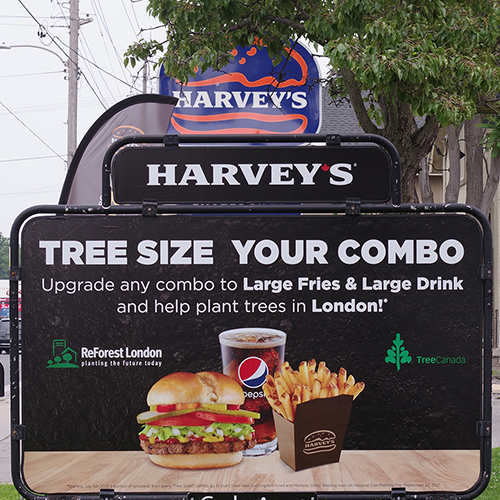 HARVEY'S
HARVEY'S
TREE SIZE YOUR COMBO
Upgrade any combo to Large Fries & Large Drink
and help plant trees in London!*
ReForest London
planting the future today
TreeCanada
pepsi
HARVEY'S